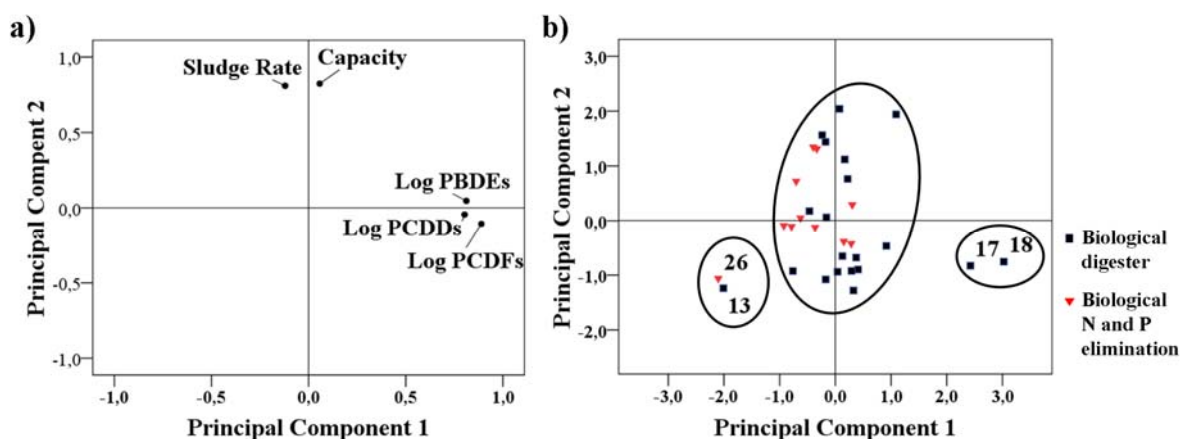 a)
1,0
0,5
0,0
-0,5
-1,0
Principal Compent 2
Sludge Rate
Capacity
Log PBDEs
Log PCDDs
Log PCDFs
-1,0 -0,5 0,0 0,5 1,0
Principal Component 1
b)
3,0
2,0
1,0
0,0
-1,0
-2,0
Principal Component 2
26
13
17 18
-3,0 -2,0 -1,0 0,0 1,0 2,0 3,0
Principal Component 1
Biological
digester
Biological
N and P
elimination